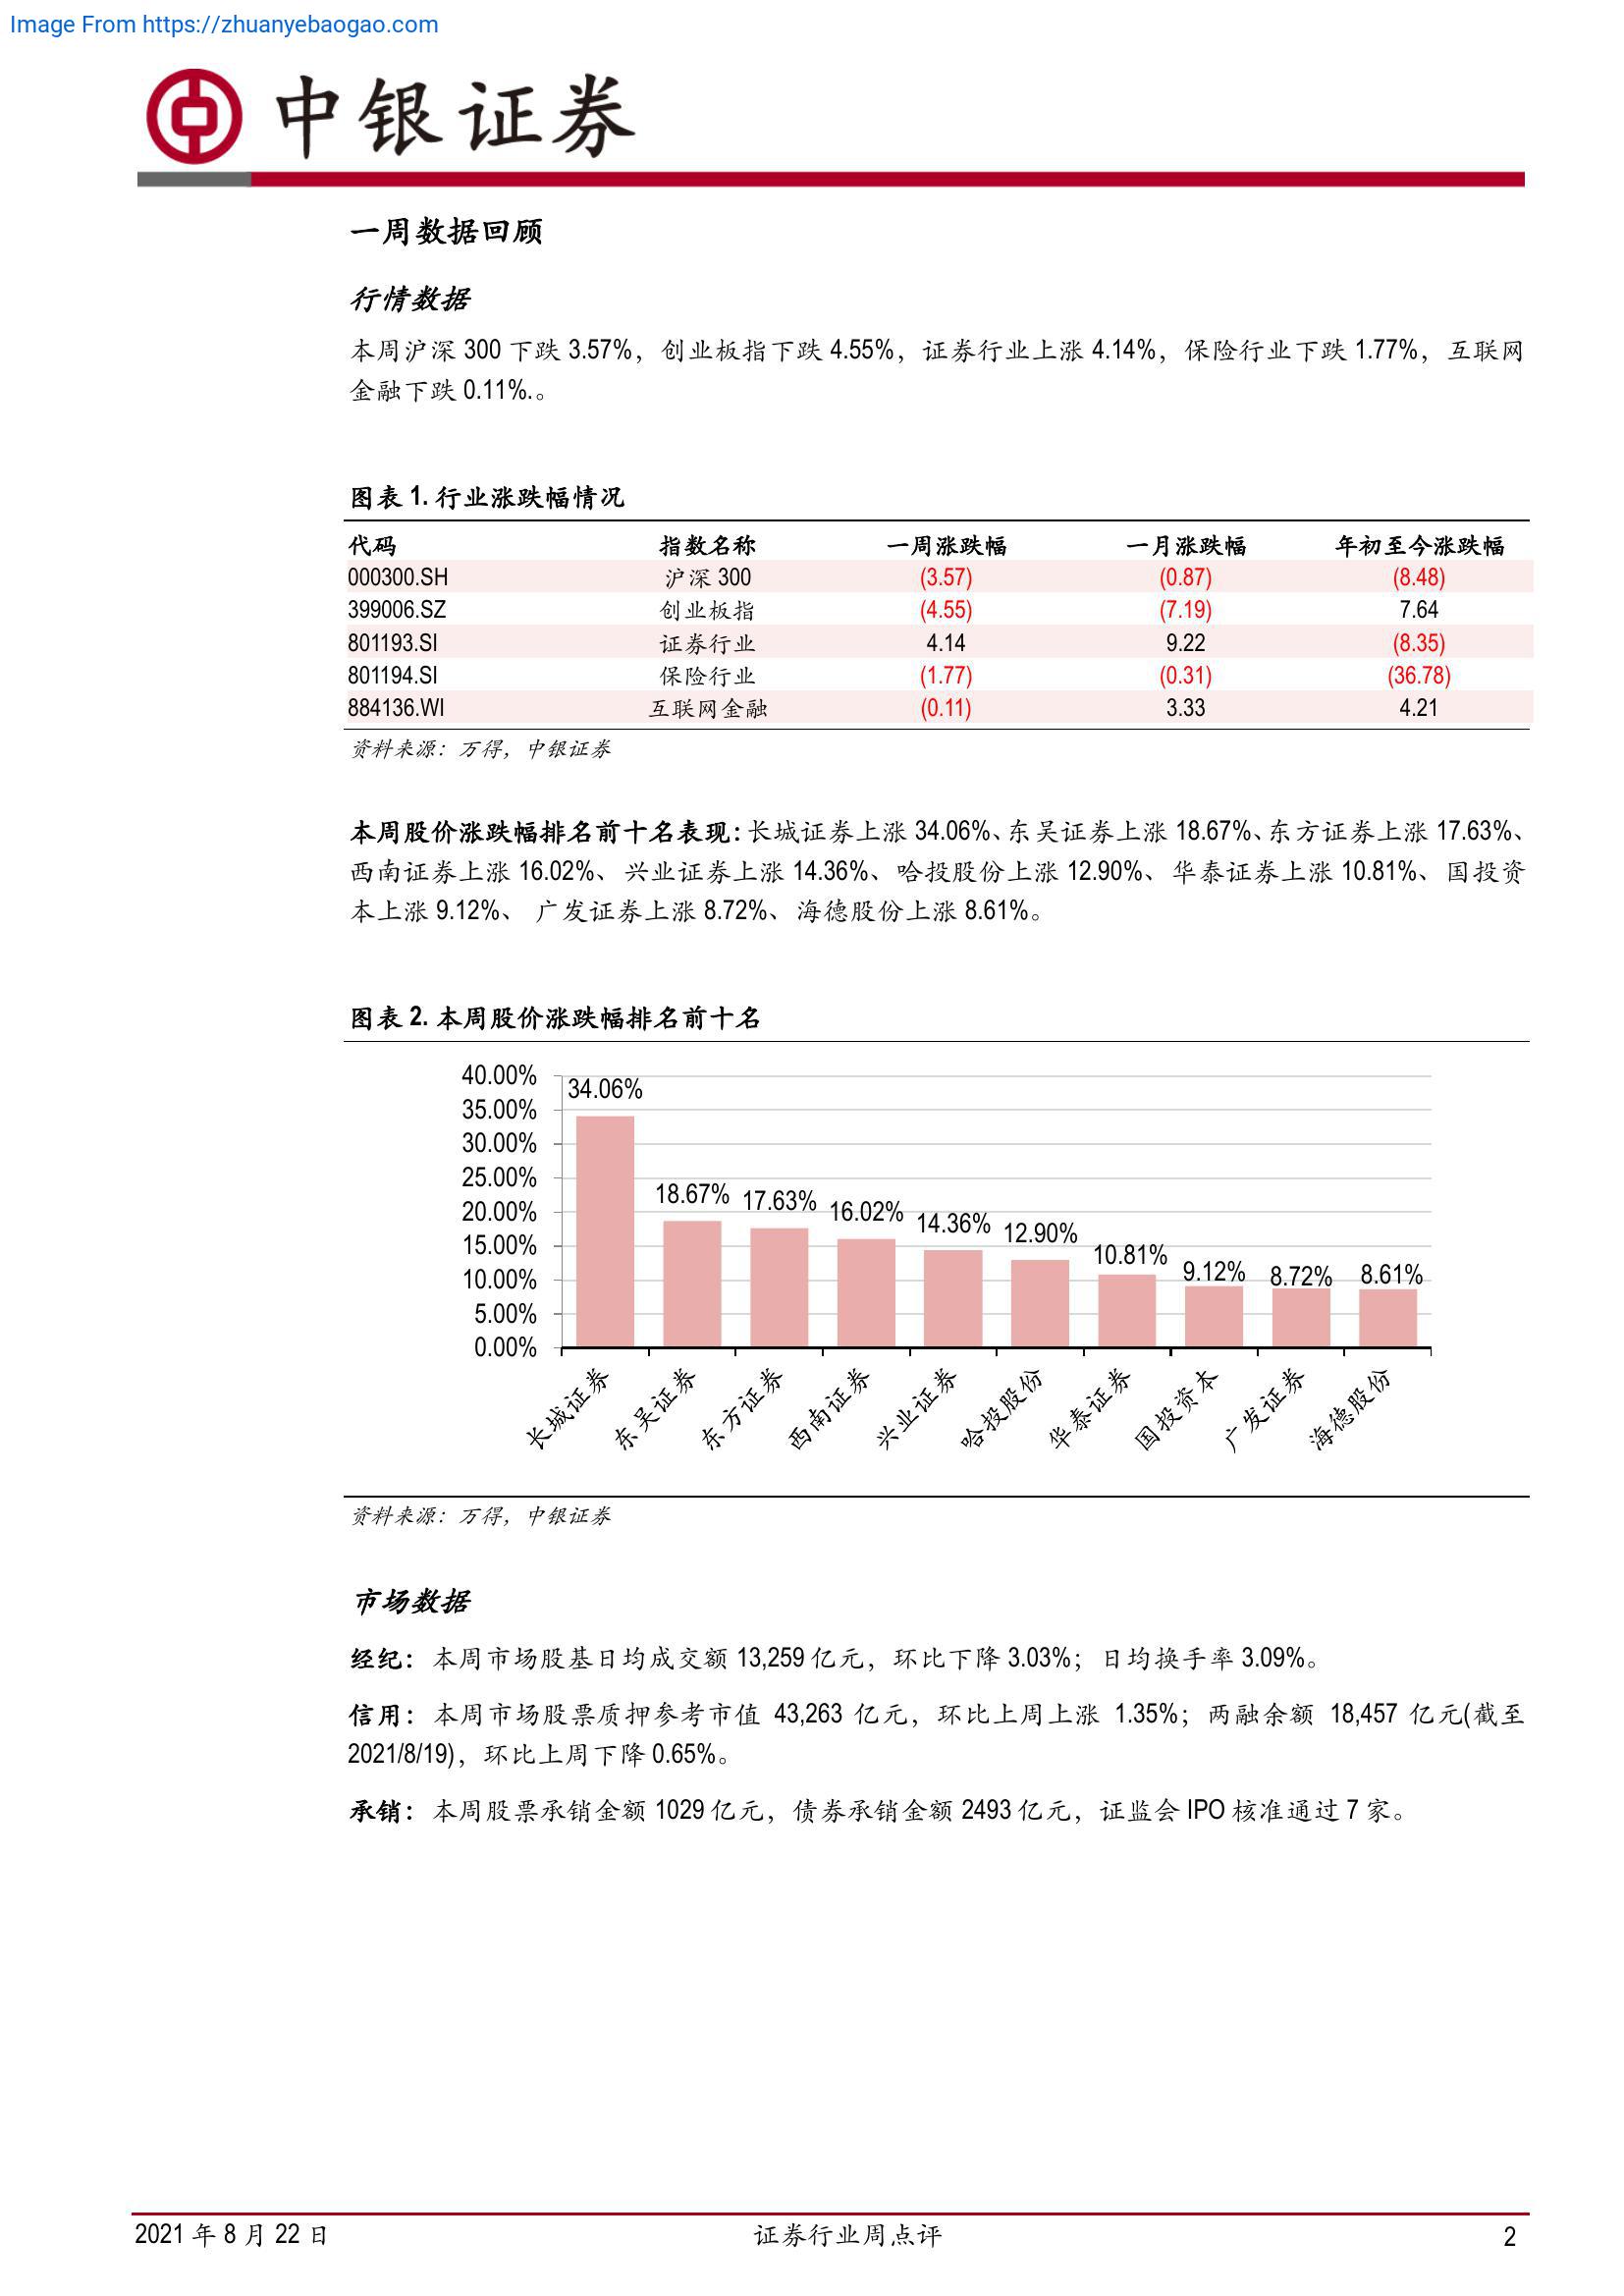 Image From https://zhuanyebaogao.com
中银证券
一周数据回顾
行情数据
本周沪深 300 下跌 3.57%，创业板指下跌 4.55%，证券行业上涨 4.14%，保险行业下跌 1.77%，互联网
金融下跌 0.11%.。
图表 1. 行业涨跌幅情况
代码 指数名称 一周涨跌幅 一月涨跌幅 年初至今涨跌幅
000300.SH 沪深 300 (3.57) (0.87) (8.48)
399006.SZ 创业板指 (4.55) (7.19) 7.64
801193.SI 证券行业 4.14 9.22 (8.35)
801194.SI 保险行业 (1.77) (0.31) (36.78)
884136.WI 互联网金融 (0.11) 3.33 4.21
资料来源：万得，中银证券
本周股价涨跌幅排名前十名表现：长城证券上涨 34.06%、东吴证券上涨 18.67%、东方证券上涨 17.63%、
西南证券上涨 16.02%、兴业证券上涨 14.36%、哈投股份上涨 12.90%、华泰证券上涨 10.81%、国投资
本上涨 9.12%、 广发证券上涨 8.72%、海德股份上涨 8.61%。
图表 2. 本周股价涨跌幅排名前十名
40.00%
35.00%
30.00%
25.00%
20.00%
15.00%
10.00%
5.00%
0.00%
34.06%
18.67%
17.63%
16.02%
14.36%
12.90%
10.81%
9.12%
8.72%
8.61%
长城证券
东吴证券
东方证券
西南证券
兴业证券
哈投股份
华泰证券
国投资本
广发证券
海德股份
资料来源：万得，中银证券
市场数据
经纪：本周市场股基日均成交额 13,259 亿元，环比下降 3.03%；日均换手率 3.09%。
信用：本周市场股票质押参考市值 43,263 亿元，环比上周上涨 1.35%；两融余额 18,457 亿元(截至
2021/8/19)，环比上周下降 0.65%。
承销：本周股票承销金额 1029 亿元，债券承销金额 2493 亿元，证监会 IPO 核准通过 7 家。
2021 年 8 月 22 日 证券行业周点评 2